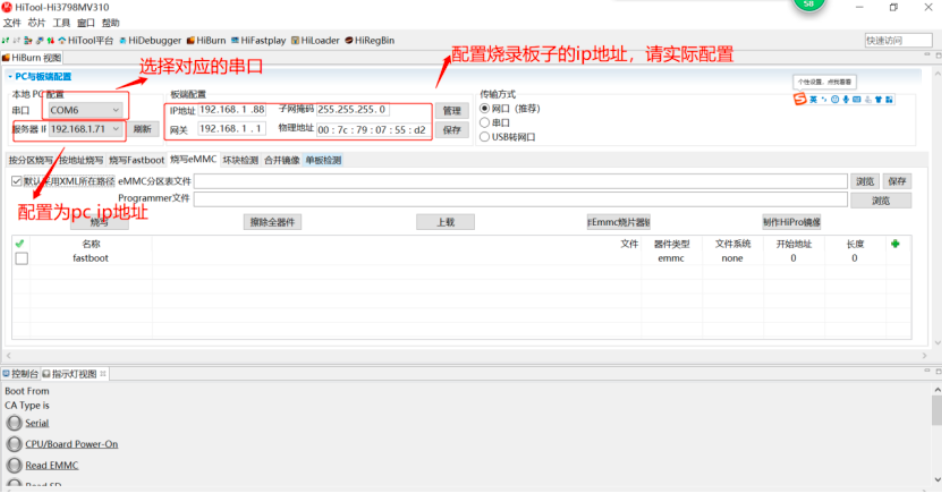 HiTool-Hi3798MV310
58
文件 芯片 工具 窗口 帮助
HiTool平台 HiDebugger HiBurn HiFastplay HiLoader HiRegBin
快速访问
HiBurn 视图
选择对应的串口
配置烧录板子的ip地址，请实际配置
PC与板端配置
个性设置，点我看看
本地 PC 配置
板端配置
传输方式
串口 COM6
IP地址 192.168. 1 .88 子网掩码 255.255.255. 0 管理
网口（推荐）
英
服务器 IP 192.168.1.71 刷新
网关 192.168. 1 . 1 物理地址 00 : 7c : 79 : 07 : 55 : d2 保存
串口
USB转网口
按分区烧写 按地址烧写 烧写Fastboot 烧写eMMC 坏块检测 合并镜像 单板检测
默认采用XML所在路径 eMMC分区表文件 浏览 保存
Programmer文件 浏览
配置为pc ip地址
烧写 擦除全器件 上载 Emmc烧片器镜 制作HiPro镜像
名称 文件 器件类型 文件系统 开始地址 长度
fastboot emmc none 0 0
控制台 指示灯视图
Boot From
CA Type is
Serial
CPU/Board Power-On
Read EMMC
Read SD